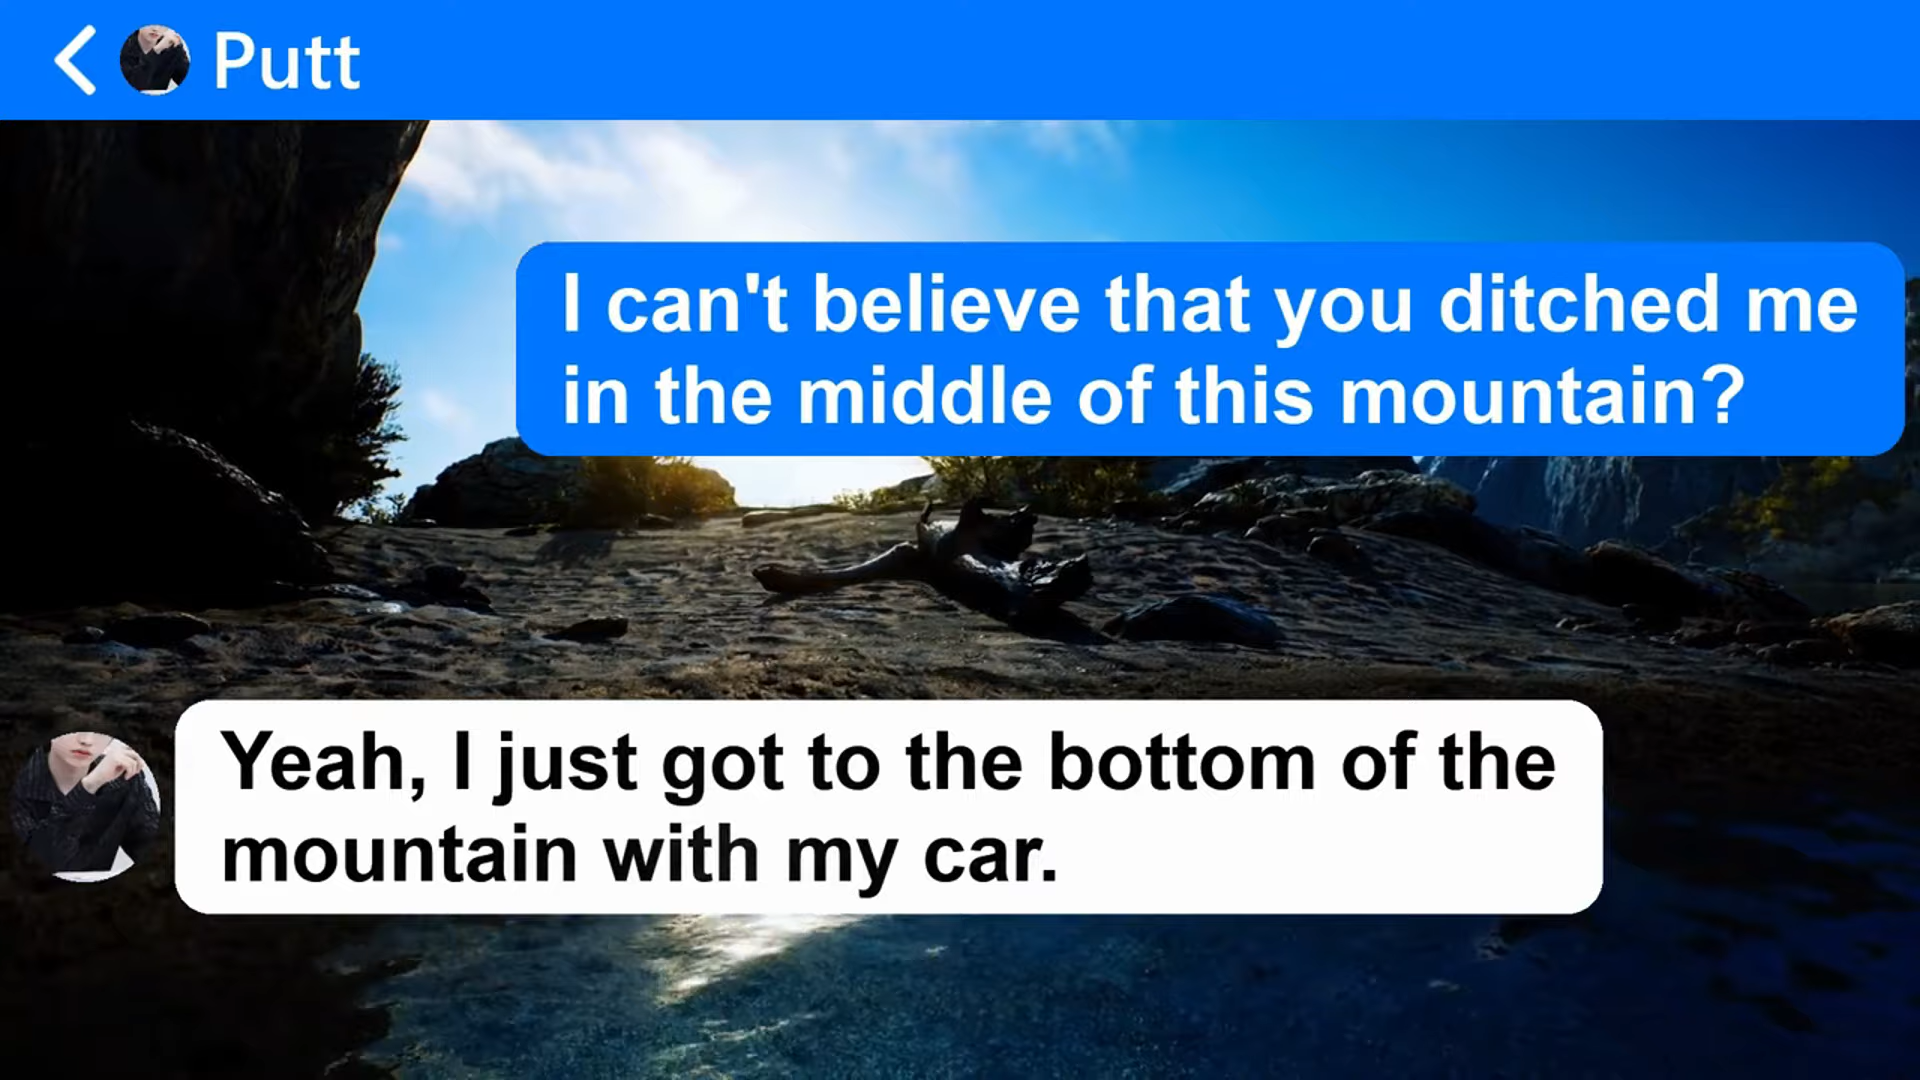 Putt
I can't believe that you ditched me
in the middle of this mountain?
Yeah, I just got to the bottom of the
mountain with my car.